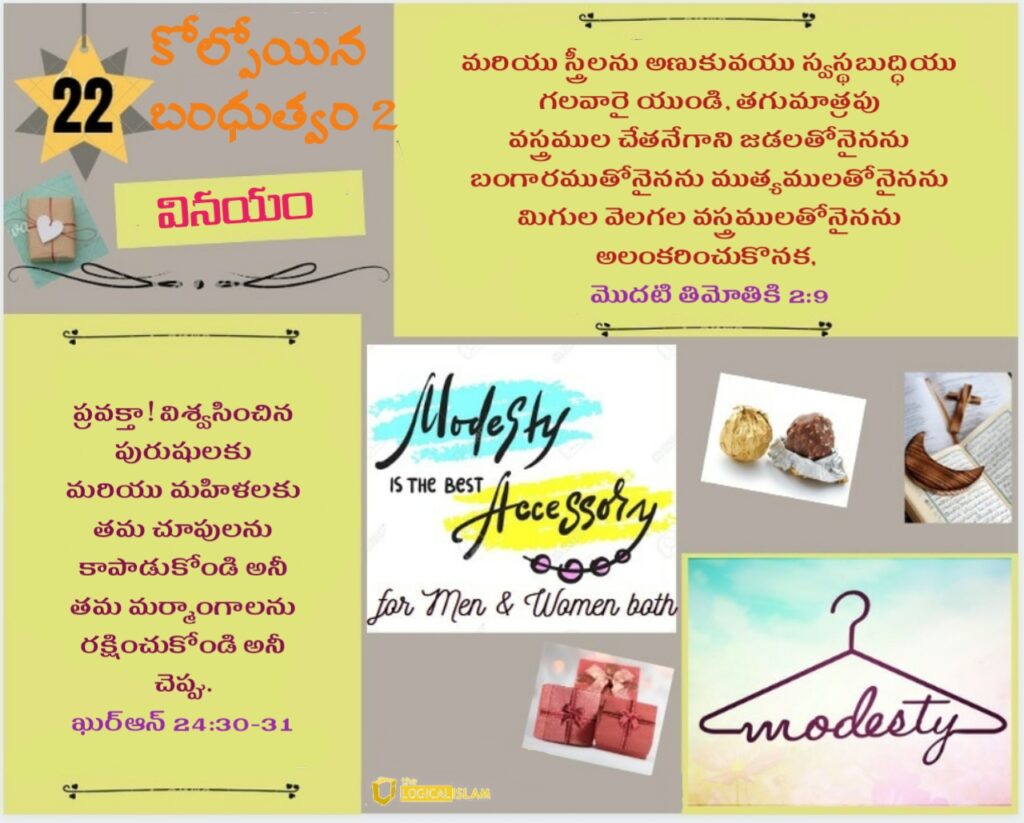 22
కోల్పోయిన
బంధుత్వం 2
వినయం
మరియు స్త్రీలను అణుకువయు స్వస్థబుద్ధియు
గలవారై యుండి, తగుమాత్రపు
వస్త్రముల చేతనేగాని జడలతోనైనను
బంగారముతోనైనను ముత్యములతోనైనను
మిగుల వెలగల వస్త్రములతోనైనను
అలంకరించుకొనక,
మొదటి తిమోతికి 2:9
ప్రవక్తా! విశ్వసించిన
పురుషులకు
మరియు మహిళలకు
తమ చూపులను
కాపాడుకోండి అనీ
తమ మర్మాంగాలను
రక్షించుకోండి అనీ
చెప్పు.
ఖుర్ఆన్ 24:30-31
Modesty
IS THE BEST
Accessory
for Men & Women both
modesty
the
LOGICAL ISLAM